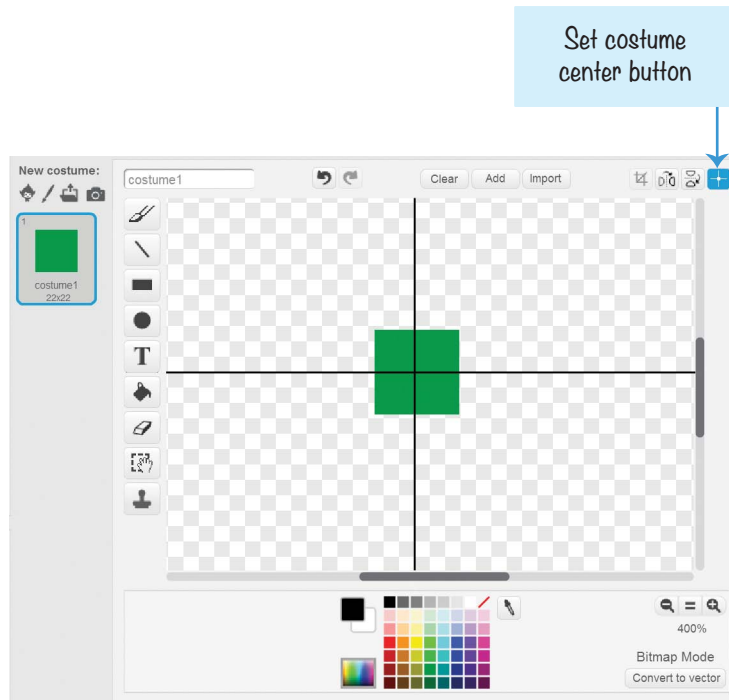 Set costume
center button
New costume:
costume1
Clear
Add
Import
1
costume1
22x22
T
400%
Bitmap Mode
Convert to vector